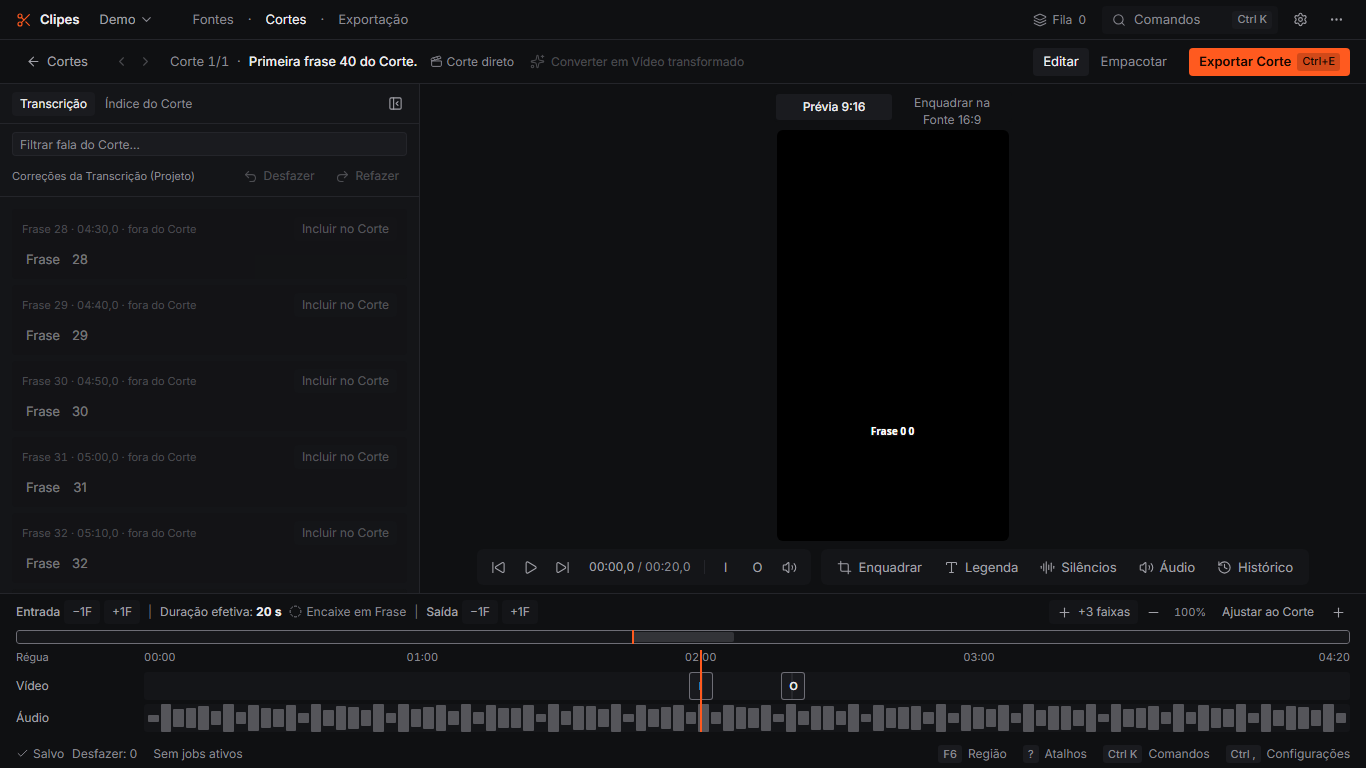 Clipes Demo Fontes · Cortes · Exportação Fila 0 Comandos Ctrl K
Cortes Corte 1/1 · Primeira frase 40 do Corte. Corte direto Converter em Vídeo transformado Editar Empacotar Exportar Corte Ctrl+E
Transcrição Índice do Corte
Filtrar fala do Corte...
Correções da Transcrição (Projeto) Desfazer Refazer
Frase 28 · 04:30,0 · fora do Corte Incluir no Corte
Frase 28
Frase 29 · 04:40,0 · fora do Corte Incluir no Corte
Frase 29
Frase 30 · 04:50,0 · fora do Corte Incluir no Corte
Frase 30
Frase 31 · 05:00,0 · fora do Corte Incluir no Corte
Frase 31
Frase 32 · 05:10,0 · fora do Corte Incluir no Corte
Frase 32
Prévia 9:16
Enquadrar na
Fonte 16:9
Frase 0 0
00:00,0 / 00:20,0 I O Enquadrar Legenda Silêncios Áudio Histórico
Entrada −1F +1F Duração efetiva: 20 s Encaixe em Frase Saída −1F +1F +3 faixas 100% Ajustar ao Corte
Régua 00:00 01:00 02:00 03:00 04:20
Vídeo O
Áudio
Salvo Desfazer: 0 Sem jobs ativos F6 Região ? Atalhos Ctrl K Comandos Ctrl , Configurações